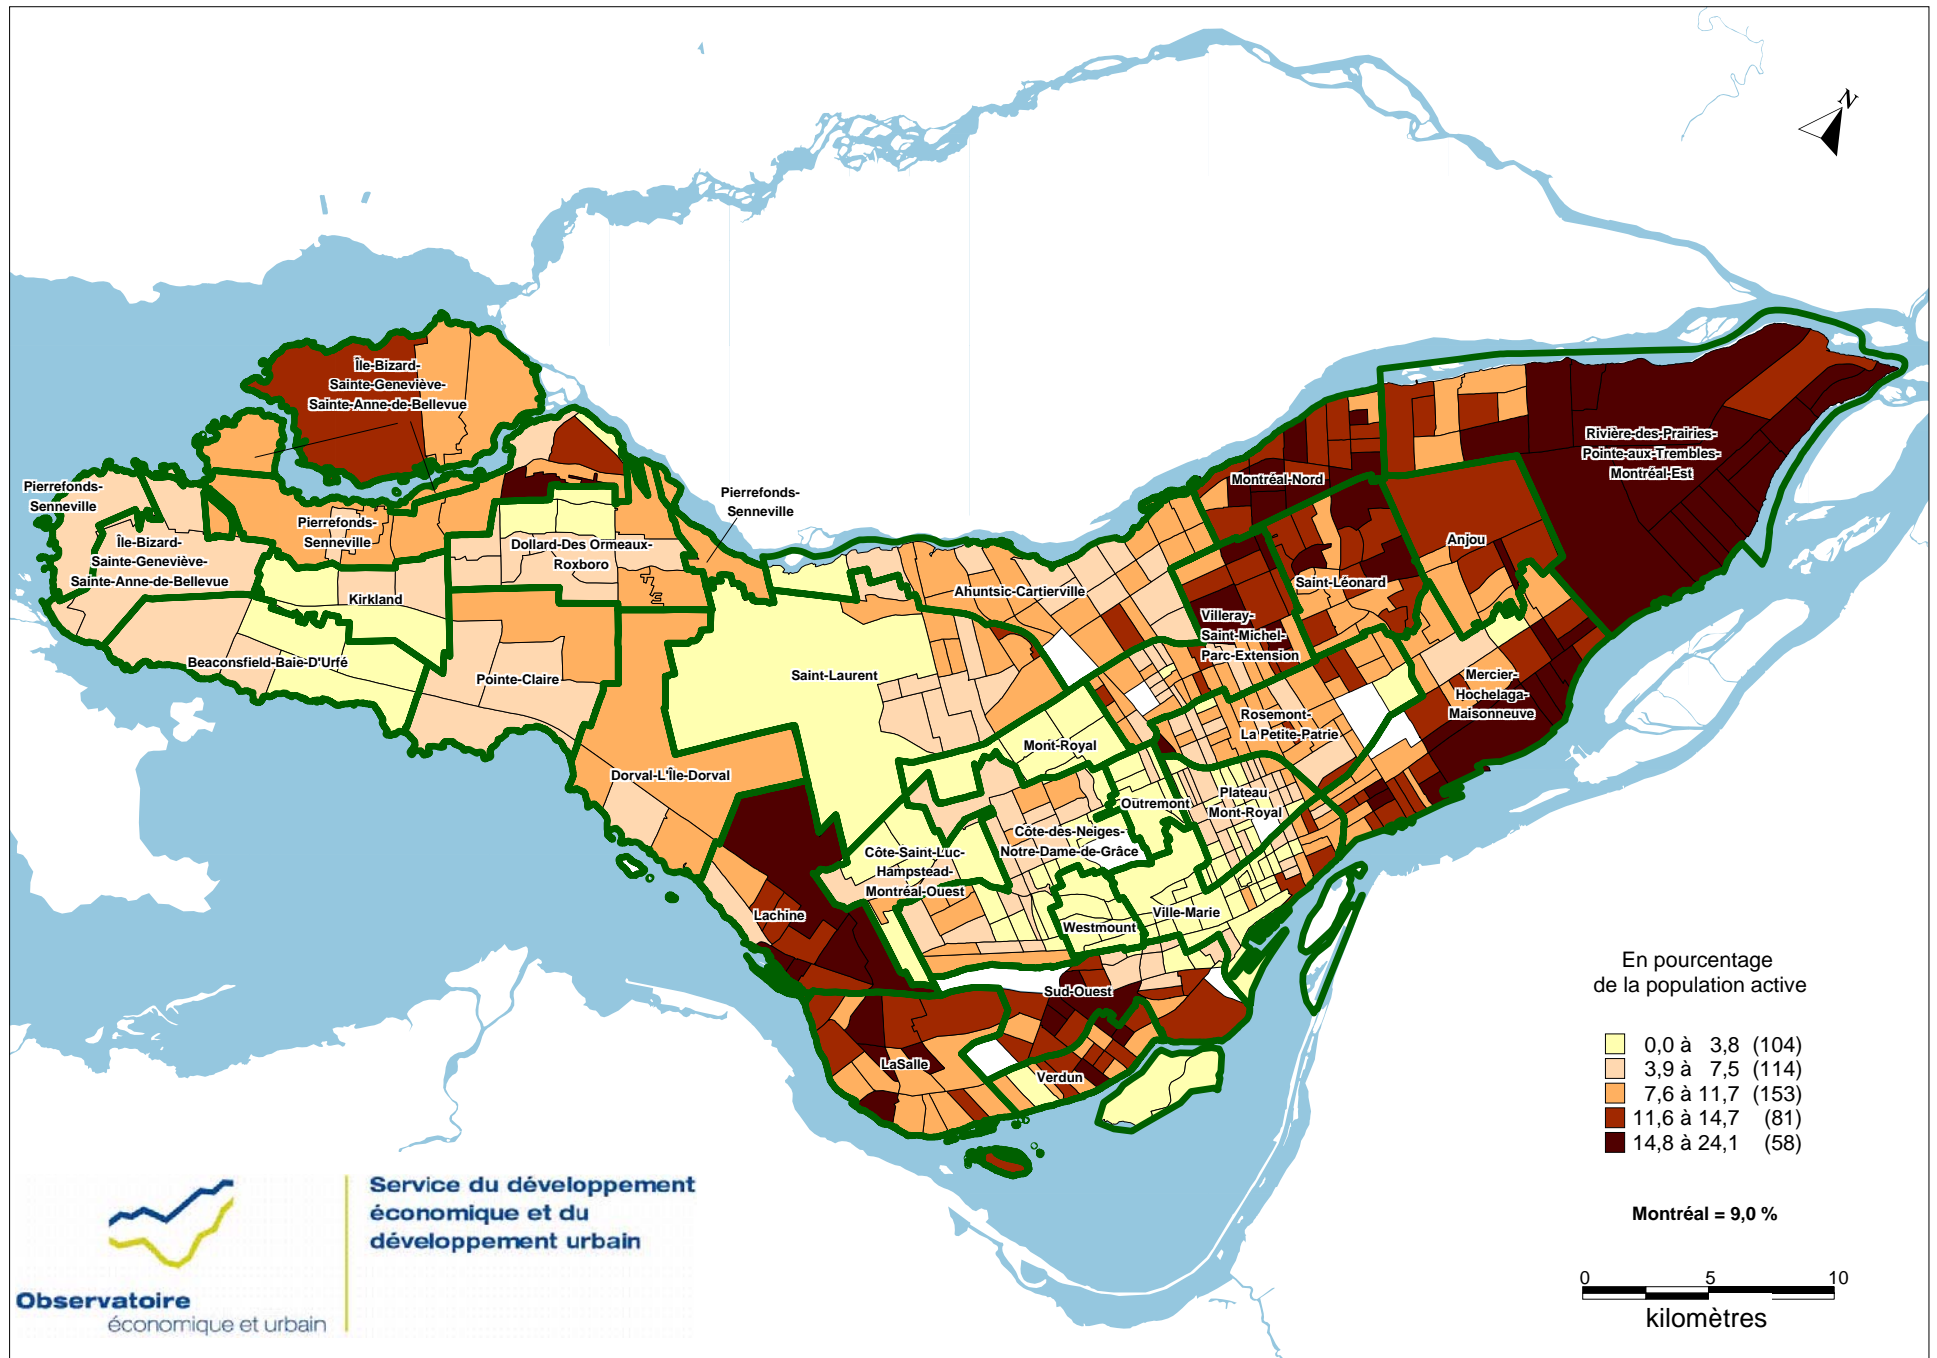 N
Île-Bizard-
Sainte-Geneviève-
Sainte-Anne-de-Bellevue
Pierrefonds-
Senneville
Île-Bizard-
Sainte-Geneviève-
Sainte-Anne-de-Bellevue
Pierrefonds-
Senneville
Pierrefonds-
Senneville
Dollard-Des Ormeaux-
Roxboro
Kirkland
Beaconsfield-Baie-D'Urfé
Pointe-Claire
Dorval-L'Île-Dorval
Saint-Laurent
Ahuntsic-Cartierville
Montréal-Nord
Rivière-des-Prairies-
Pointe-aux-Trembles-
Montréal-Est
Anjou
Saint-Léonard
Villeray-
Saint-Michel-
Parc-Extension
Mercier-
Hochelaga-
Maisonneuve
Rosemont-
La Petite-Patrie
Mont-Royal
Outremont
Plateau
Mont-Royal
Côte-des-Neiges-
Notre-Dame-de-Grâce
Côte-Saint-Luc-
Hampstead-
Montréal-Ouest
Lachine
Westmount
Ville-Marie
Sud-Ouest
LaSalle
Verdun
En pourcentage
de la population active
0,0 à 3,8 (104)
3,9 à 7,5 (114)
7,6 à 11,7 (153)
11,6 à 14,7 (81)
14,8 à 24,1 (58)
Montréal = 9,0 %
0 5 10
kilomètres
Service du développement
économique et du
développement urbain
Observatoire
économique et urbain